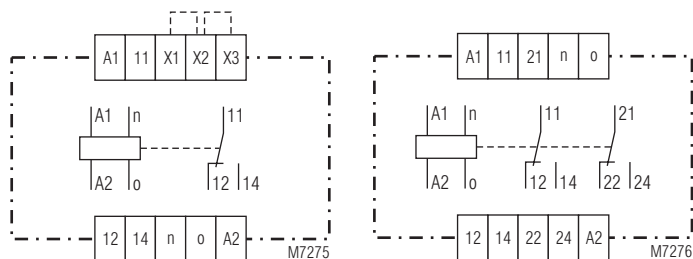 A1 11 X1 X2 X3
A1 n 11
A2 o 12 14
12 14 n o A2
M7275
A1 11 21 n o
A1 n 11 21
A2 o 12 14 22 24
12 14 22 24 A2
M7276